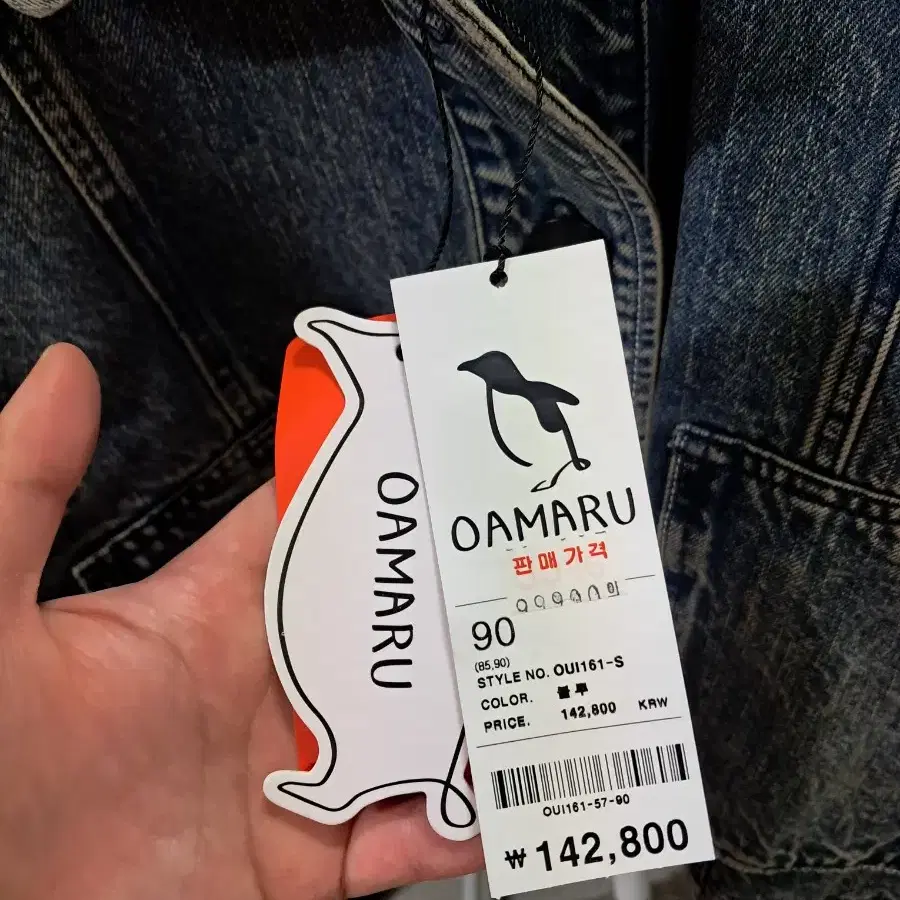 OAMARU
OAMARU
판매가격
90
(85,90)
STYLE NO. OUI161-S
COLOR. 블루
PRICE. 142,800 KRW
OUI161-57-90
₩142,800